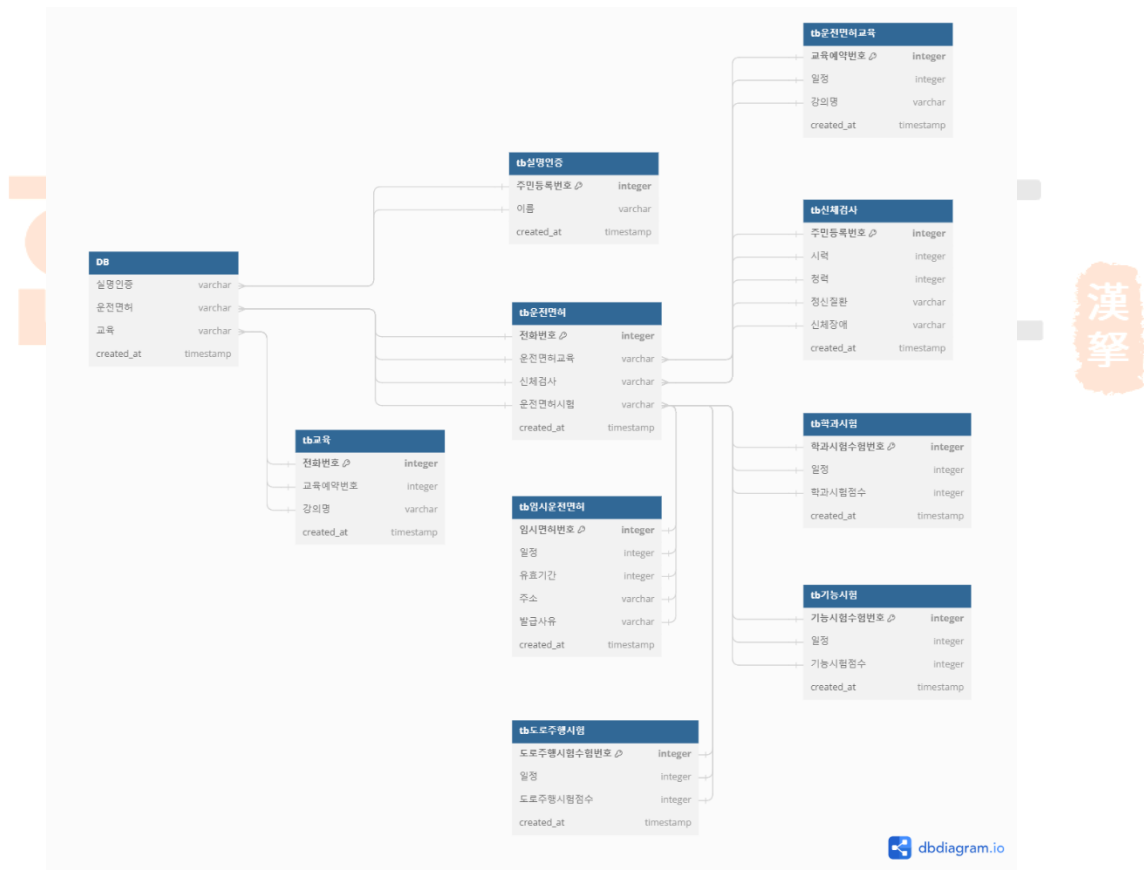 tb운전면허교육
교육예약번호 integer
일정 integer
강의명 varchar
created_at timestamp
tb실명인증
주민등록번호 integer
이름 varchar
created_at timestamp
tb신체검사
주민등록번호 integer
시력 integer
청력 integer
정신질환 varchar
신체장애 varchar
created_at timestamp
DB
실명인증 varchar
운전면허 varchar
교육 varchar
created_at timestamp
tb운전면허
전화번호 integer
운전면허교육 varchar
신체검사 varchar
운전면허시험 varchar
created_at timestamp
tb교육
전화번호 integer
교육예약번호 integer
강의명 varchar
created_at timestamp
tb학과시험
학과시험수험번호 integer
일정 integer
학과시험점수 integer
created_at timestamp
tb임시운전면허
임시면허번호 integer
일정 integer
유효기간 integer
주소 varchar
발급사유 varchar
created_at timestamp
tb기능시험
기능시험수험번호 integer
일정 integer
기능시험점수 integer
created_at timestamp
tb도로주행시험
도로주행시험수험번호 integer
일정 integer
도로주행시험점수 integer
created_at timestamp
dbdiagram.io
漢拏